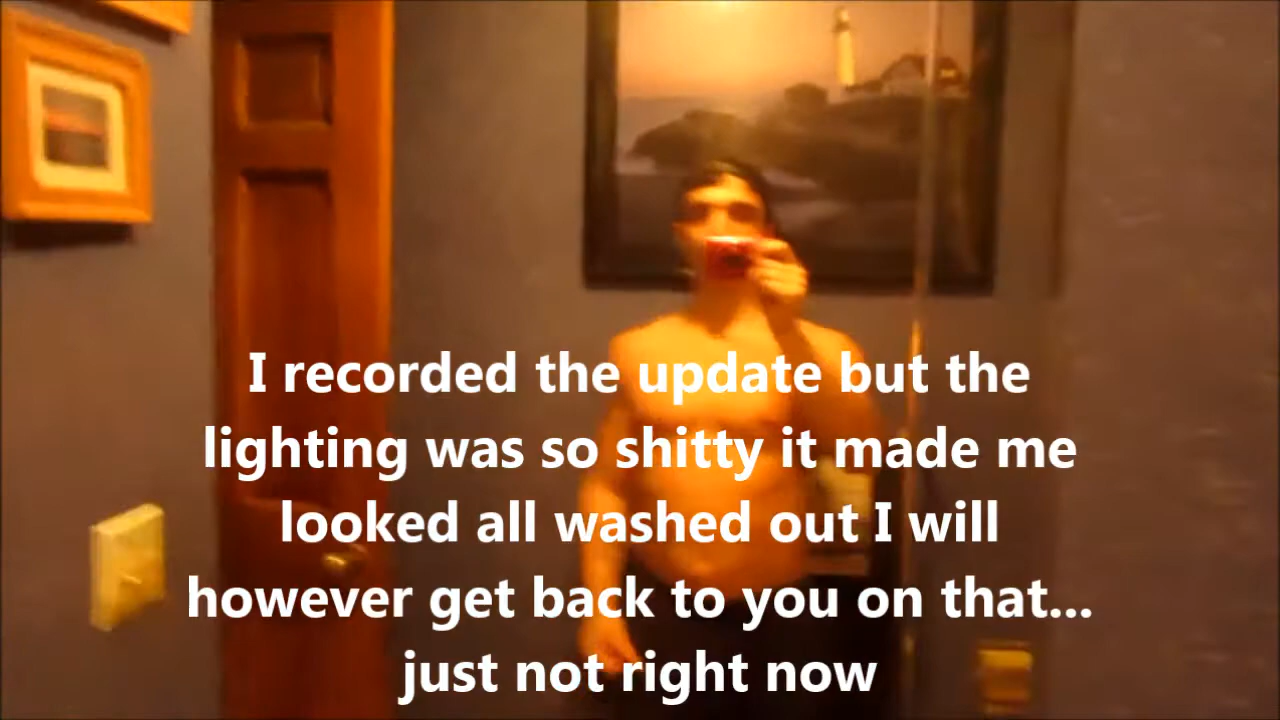 I recorded the update but the
lighting was so shitty it made me
looked all washed out I will
however get back to you on that...
just not right now